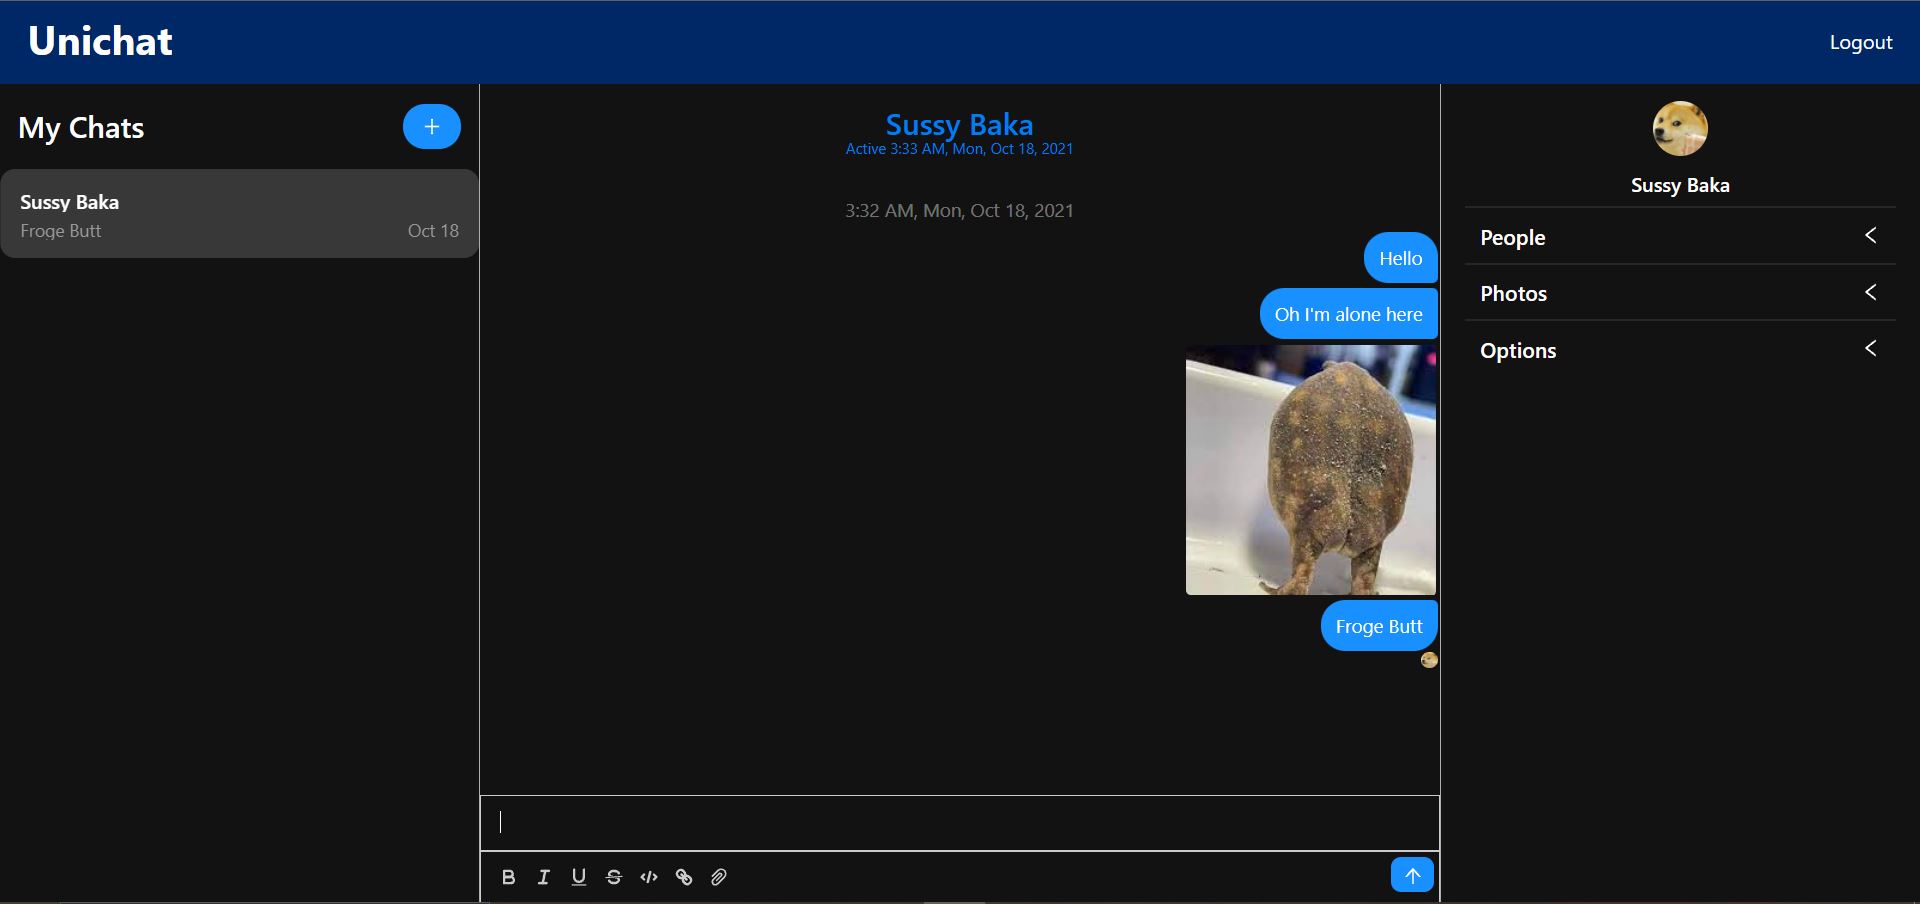 Unichat
Logout
My Chats
Sussy Baka
Froge Butt
Oct 18
Sussy Baka
Active 3:33 AM, Mon, Oct 18, 2021
3:32 AM, Mon, Oct 18, 2021
Hello
Oh I'm alone here
Froge Butt
B I U S </>
Sussy Baka
People
Photos
Options